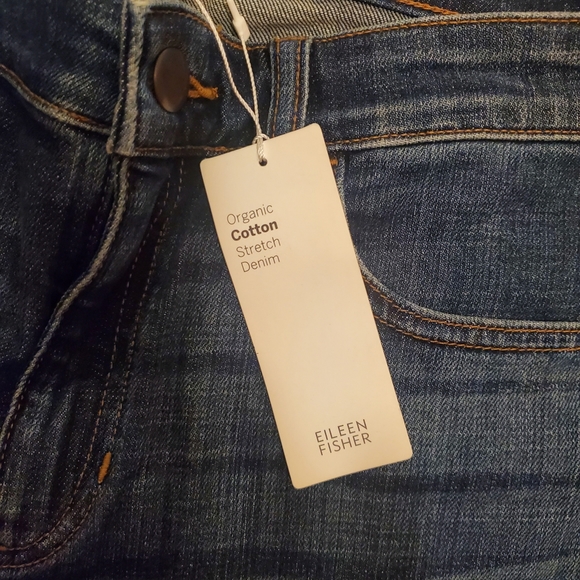 Organic
Cotton
Stretch
Denim
EILEEN
FISHER